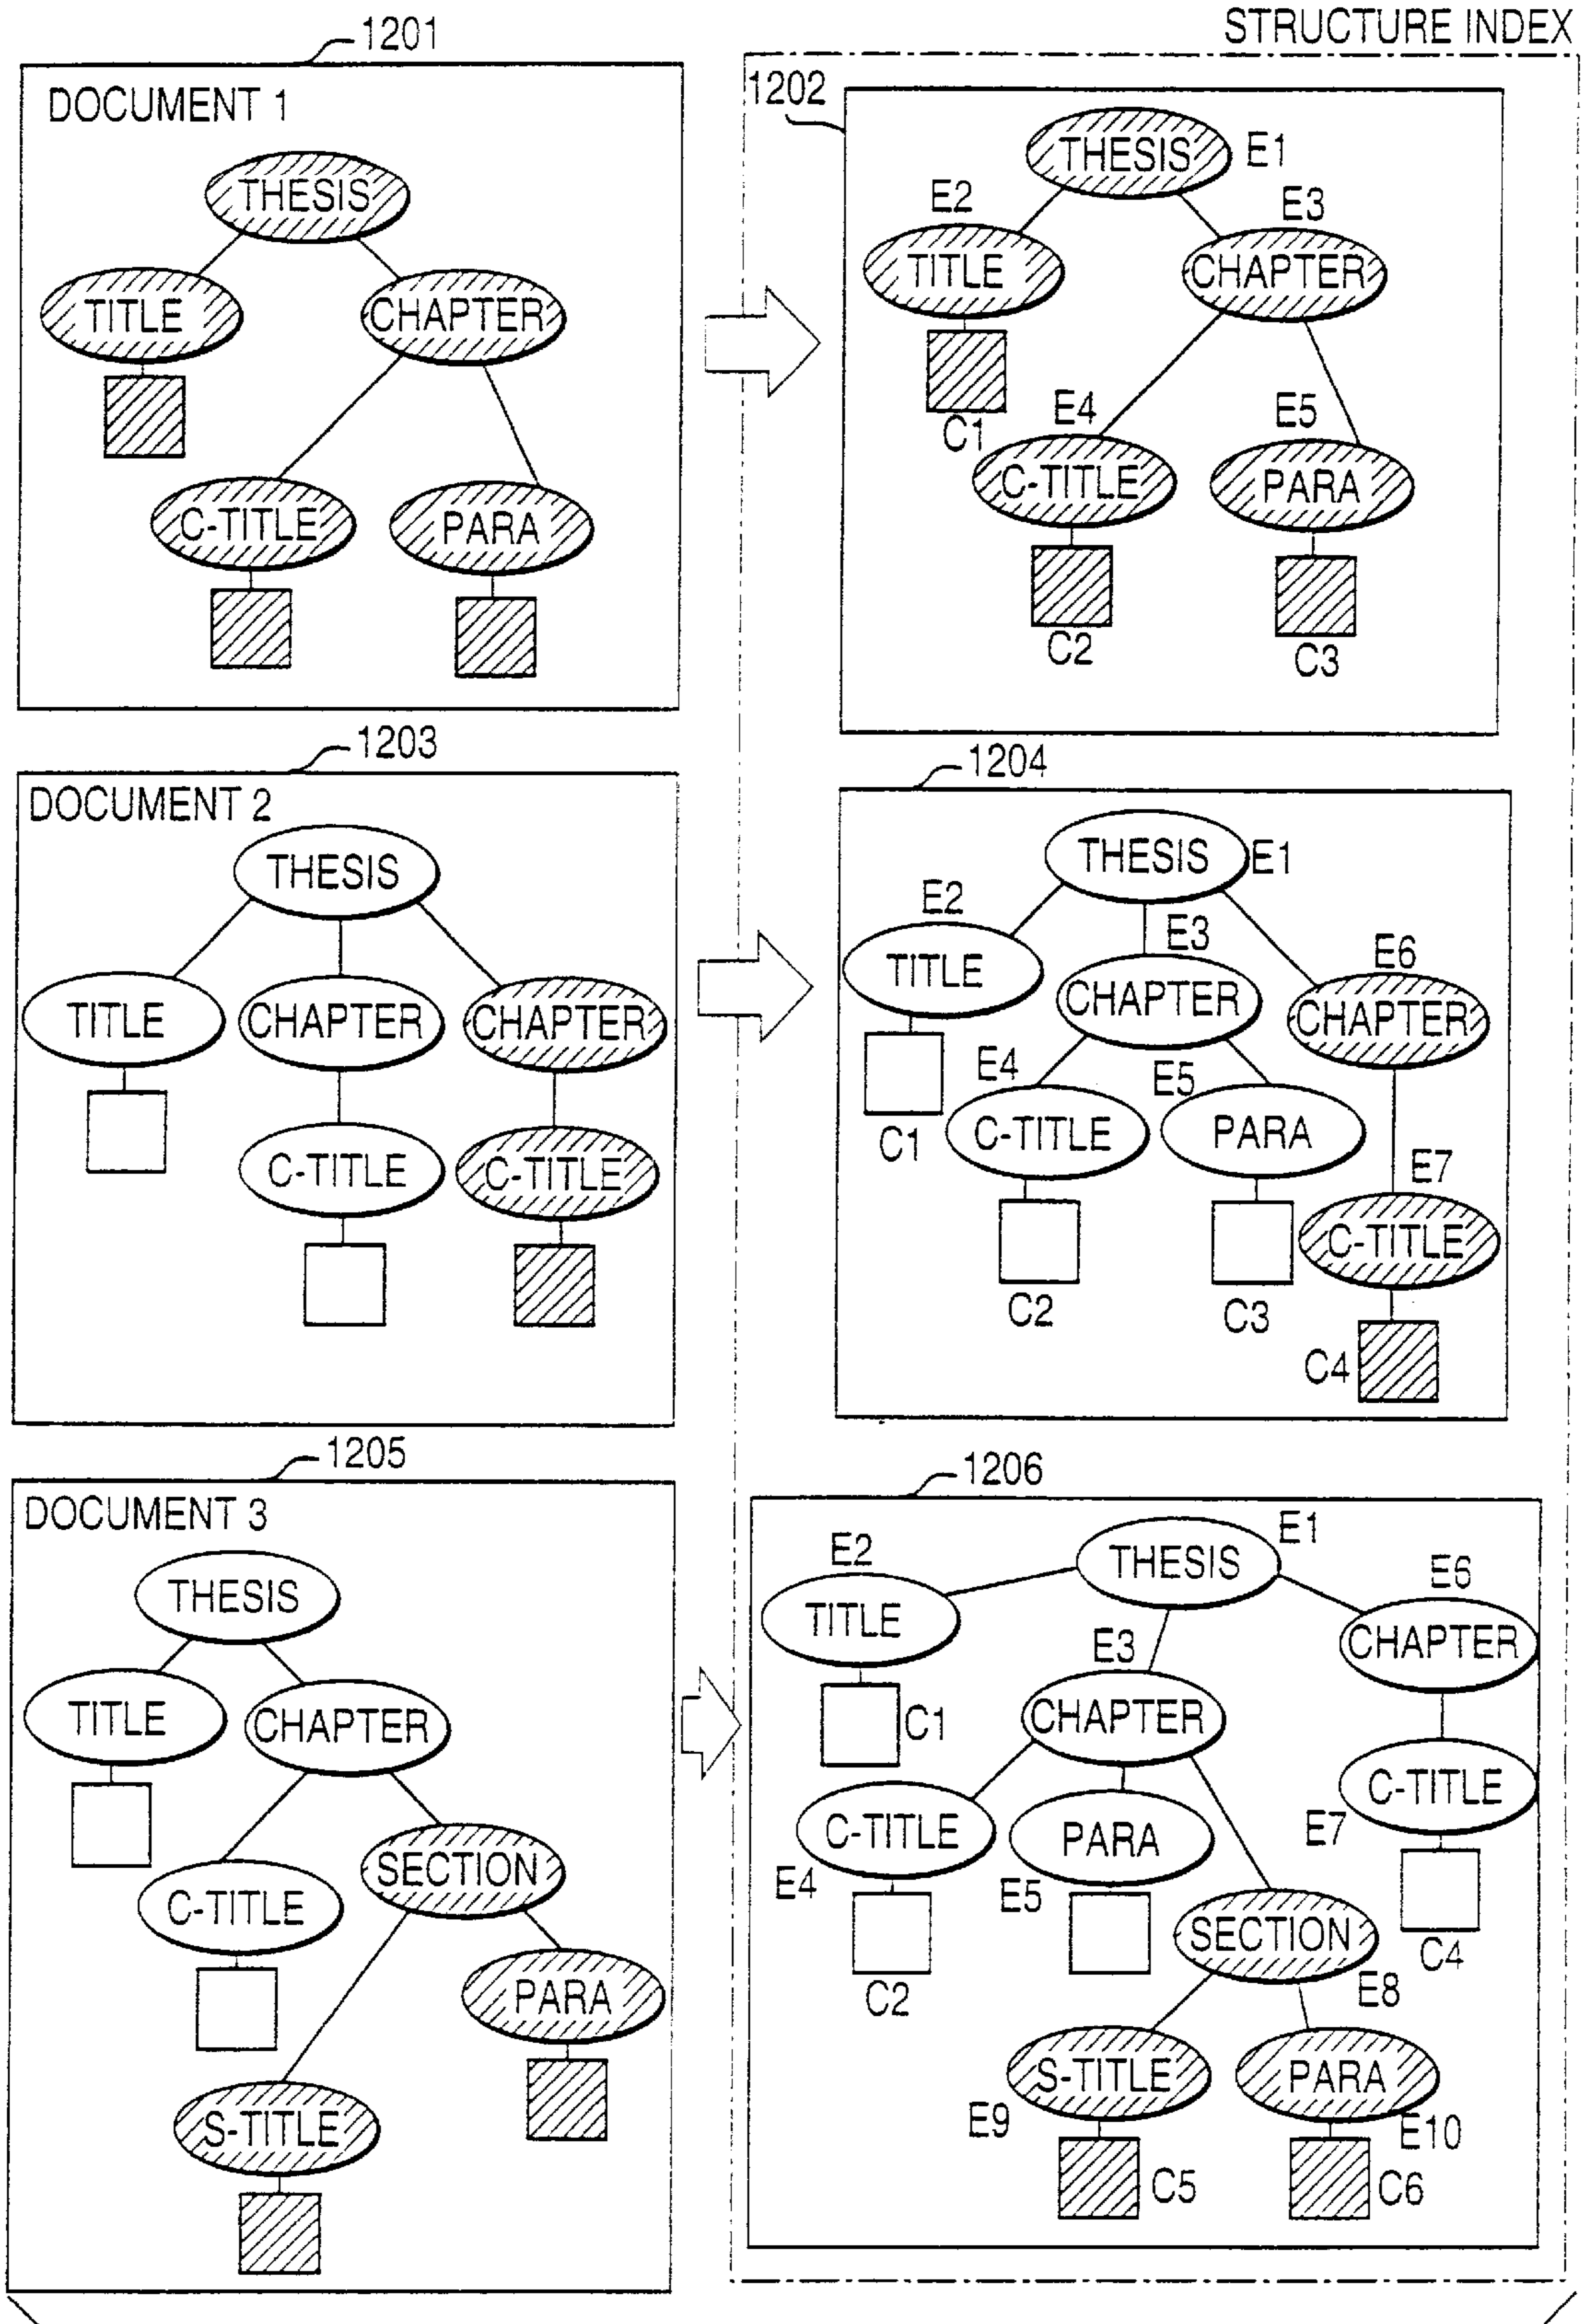 STRUCTURE INDEX
1201
DOCUMENT 1
THESIS
TITLE
CHAPTER
C-TITLE
PARA
1202
THESIS E1
E2
E3
TITLE
CHAPTER
C1
E4
E5
C-TITLE
PARA
C2
C3
1203
DOCUMENT 2
THESIS
TITLE
CHAPTER
CHAPTER
C-TITLE
C-TITLE
1204
THESIS E1
E2
E3
E6
TITLE
CHAPTER
CHAPTER
E4
E5
C1
C-TITLE
PARA
E7
C-TITLE
C2
C3
C4
1205
DOCUMENT 3
THESIS
TITLE
CHAPTER
SECTION
C-TITLE
PARA
S-TITLE
1206
E1
E2
THESIS
E6
TITLE
CHAPTER
E3
C1
CHAPTER
C-TITLE
E7
C-TITLE
PARA
E4
E5
SECTION
C4
C2
E8
S-TITLE
PARA
E9
E10
C5
C6